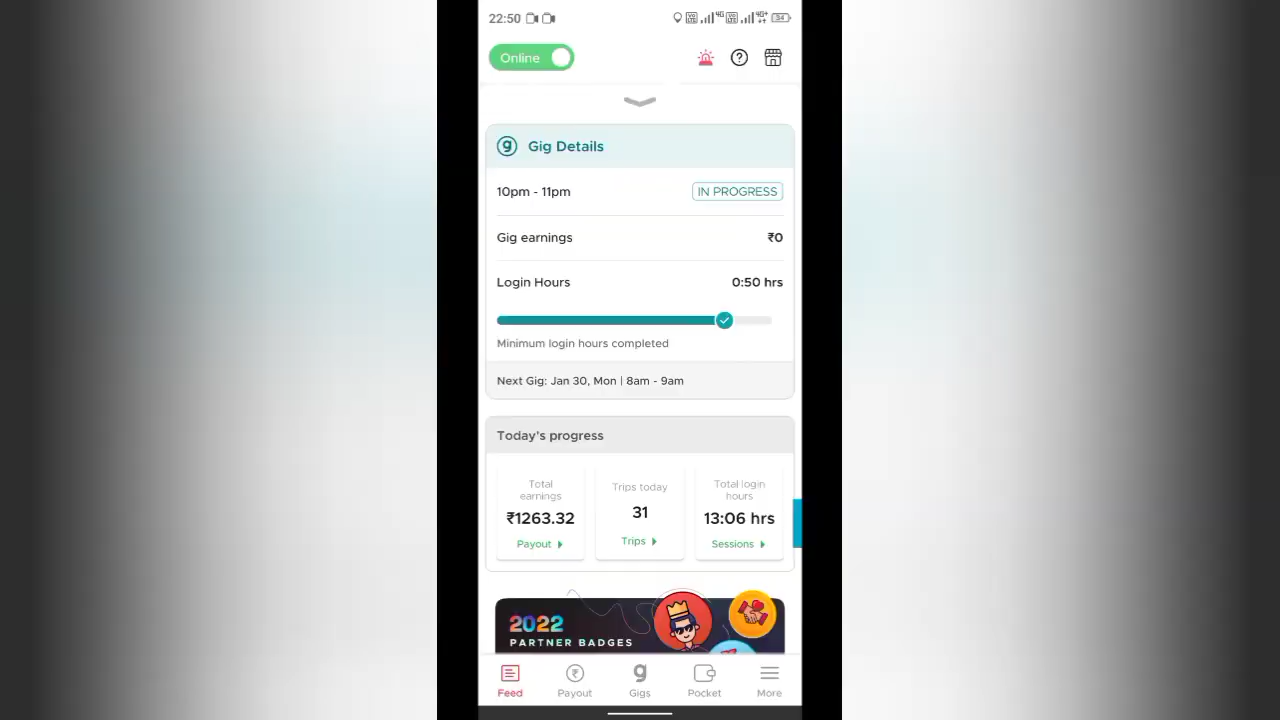 22:50
Online
Gig Details
10pm - 11pm IN PROGRESS
Gig earnings ₹0
Login Hours 0:50 hrs
Minimum login hours completed
Next Gig: Jan 30, Mon | 8am - 9am
Today's progress
Total earnings
₹1263.32
Payout
Trips today
31
Trips
Total login hours
13:06 hrs
Sessions
2022
PARTNER BADGES
Feed Payout Gigs Pocket More